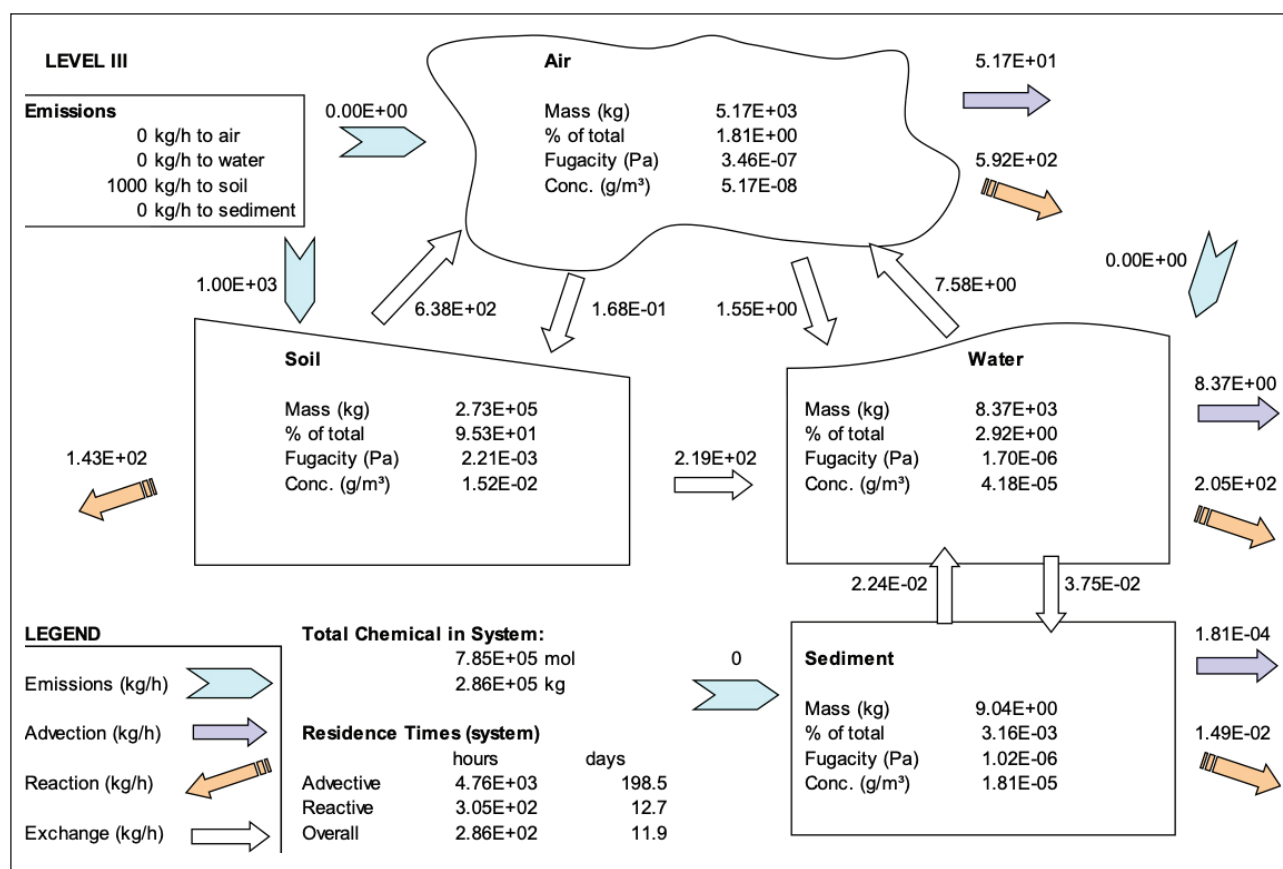 LEVEL III
Emissions
0 kg/h to air
0 kg/h to water
1000 kg/h to soil
0 kg/h to sediment
0.00E+00
Air
Mass (kg) 5.17E+03
% of total 1.81E+00
Fugacity (Pa) 3.46E-07
Conc. (g/m³) 5.17E-08
5.17E+01
5.92E+02
0.00E+00
1.00E+03
6.38E+02
1.68E-01
1.55E+00
7.58E+00
Soil
Mass (kg) 2.73E+05
% of total 9.53E+01
Fugacity (Pa) 2.21E-03
Conc. (g/m³) 1.52E-02
1.43E+02
2.19E+02
Water
Mass (kg) 8.37E+03
% of total 2.92E+00
Fugacity (Pa) 1.70E-06
Conc. (g/m³) 4.18E-05
8.37E+00
2.05E+02
2.24E-02
3.75E-02
LEGEND
Emissions (kg/h)
Advection (kg/h)
Reaction (kg/h)
Exchange (kg/h)
Total Chemical in System:
7.85E+05 mol
2.86E+05 kg
Residence Times (system)
hours days
Advective 4.76E+03 198.5
Reactive 3.05E+02 12.7
Overall 2.86E+02 11.9
0
Sediment
Mass (kg) 9.04E+00
% of total 3.16E-03
Fugacity (Pa) 1.02E-06
Conc. (g/m³) 1.81E-05
1.81E-04
1.49E-02